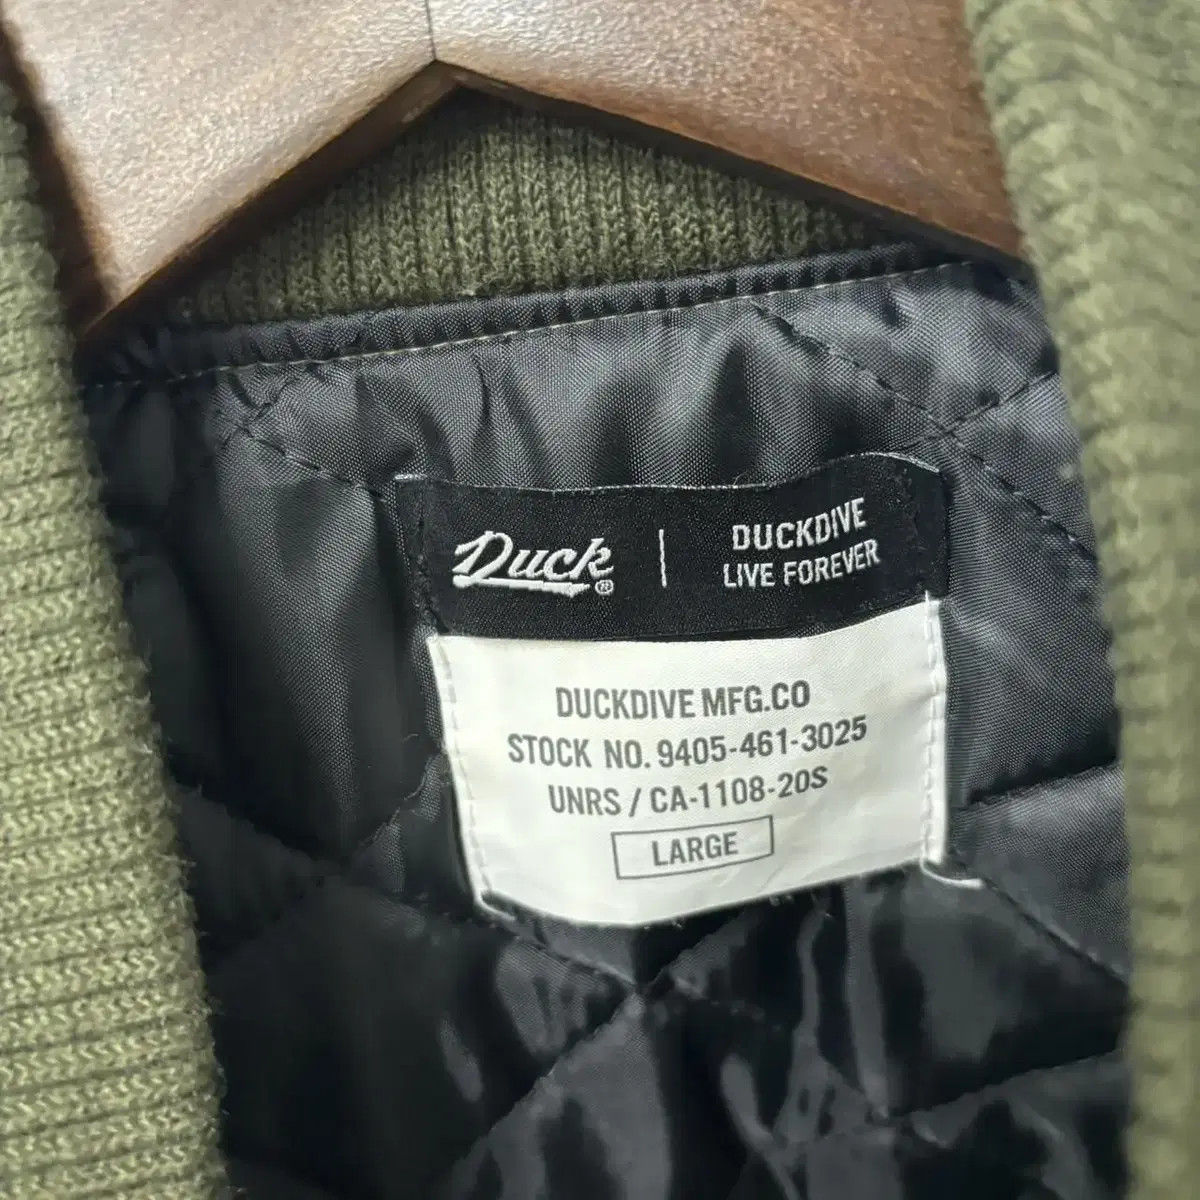 Duck®
DUCKDIVE
LIVE FOREVER
DUCKDIVE MFG.CO
STOCK NO. 9405-461-3025
UNRS / CA-1108-20S
LARGE